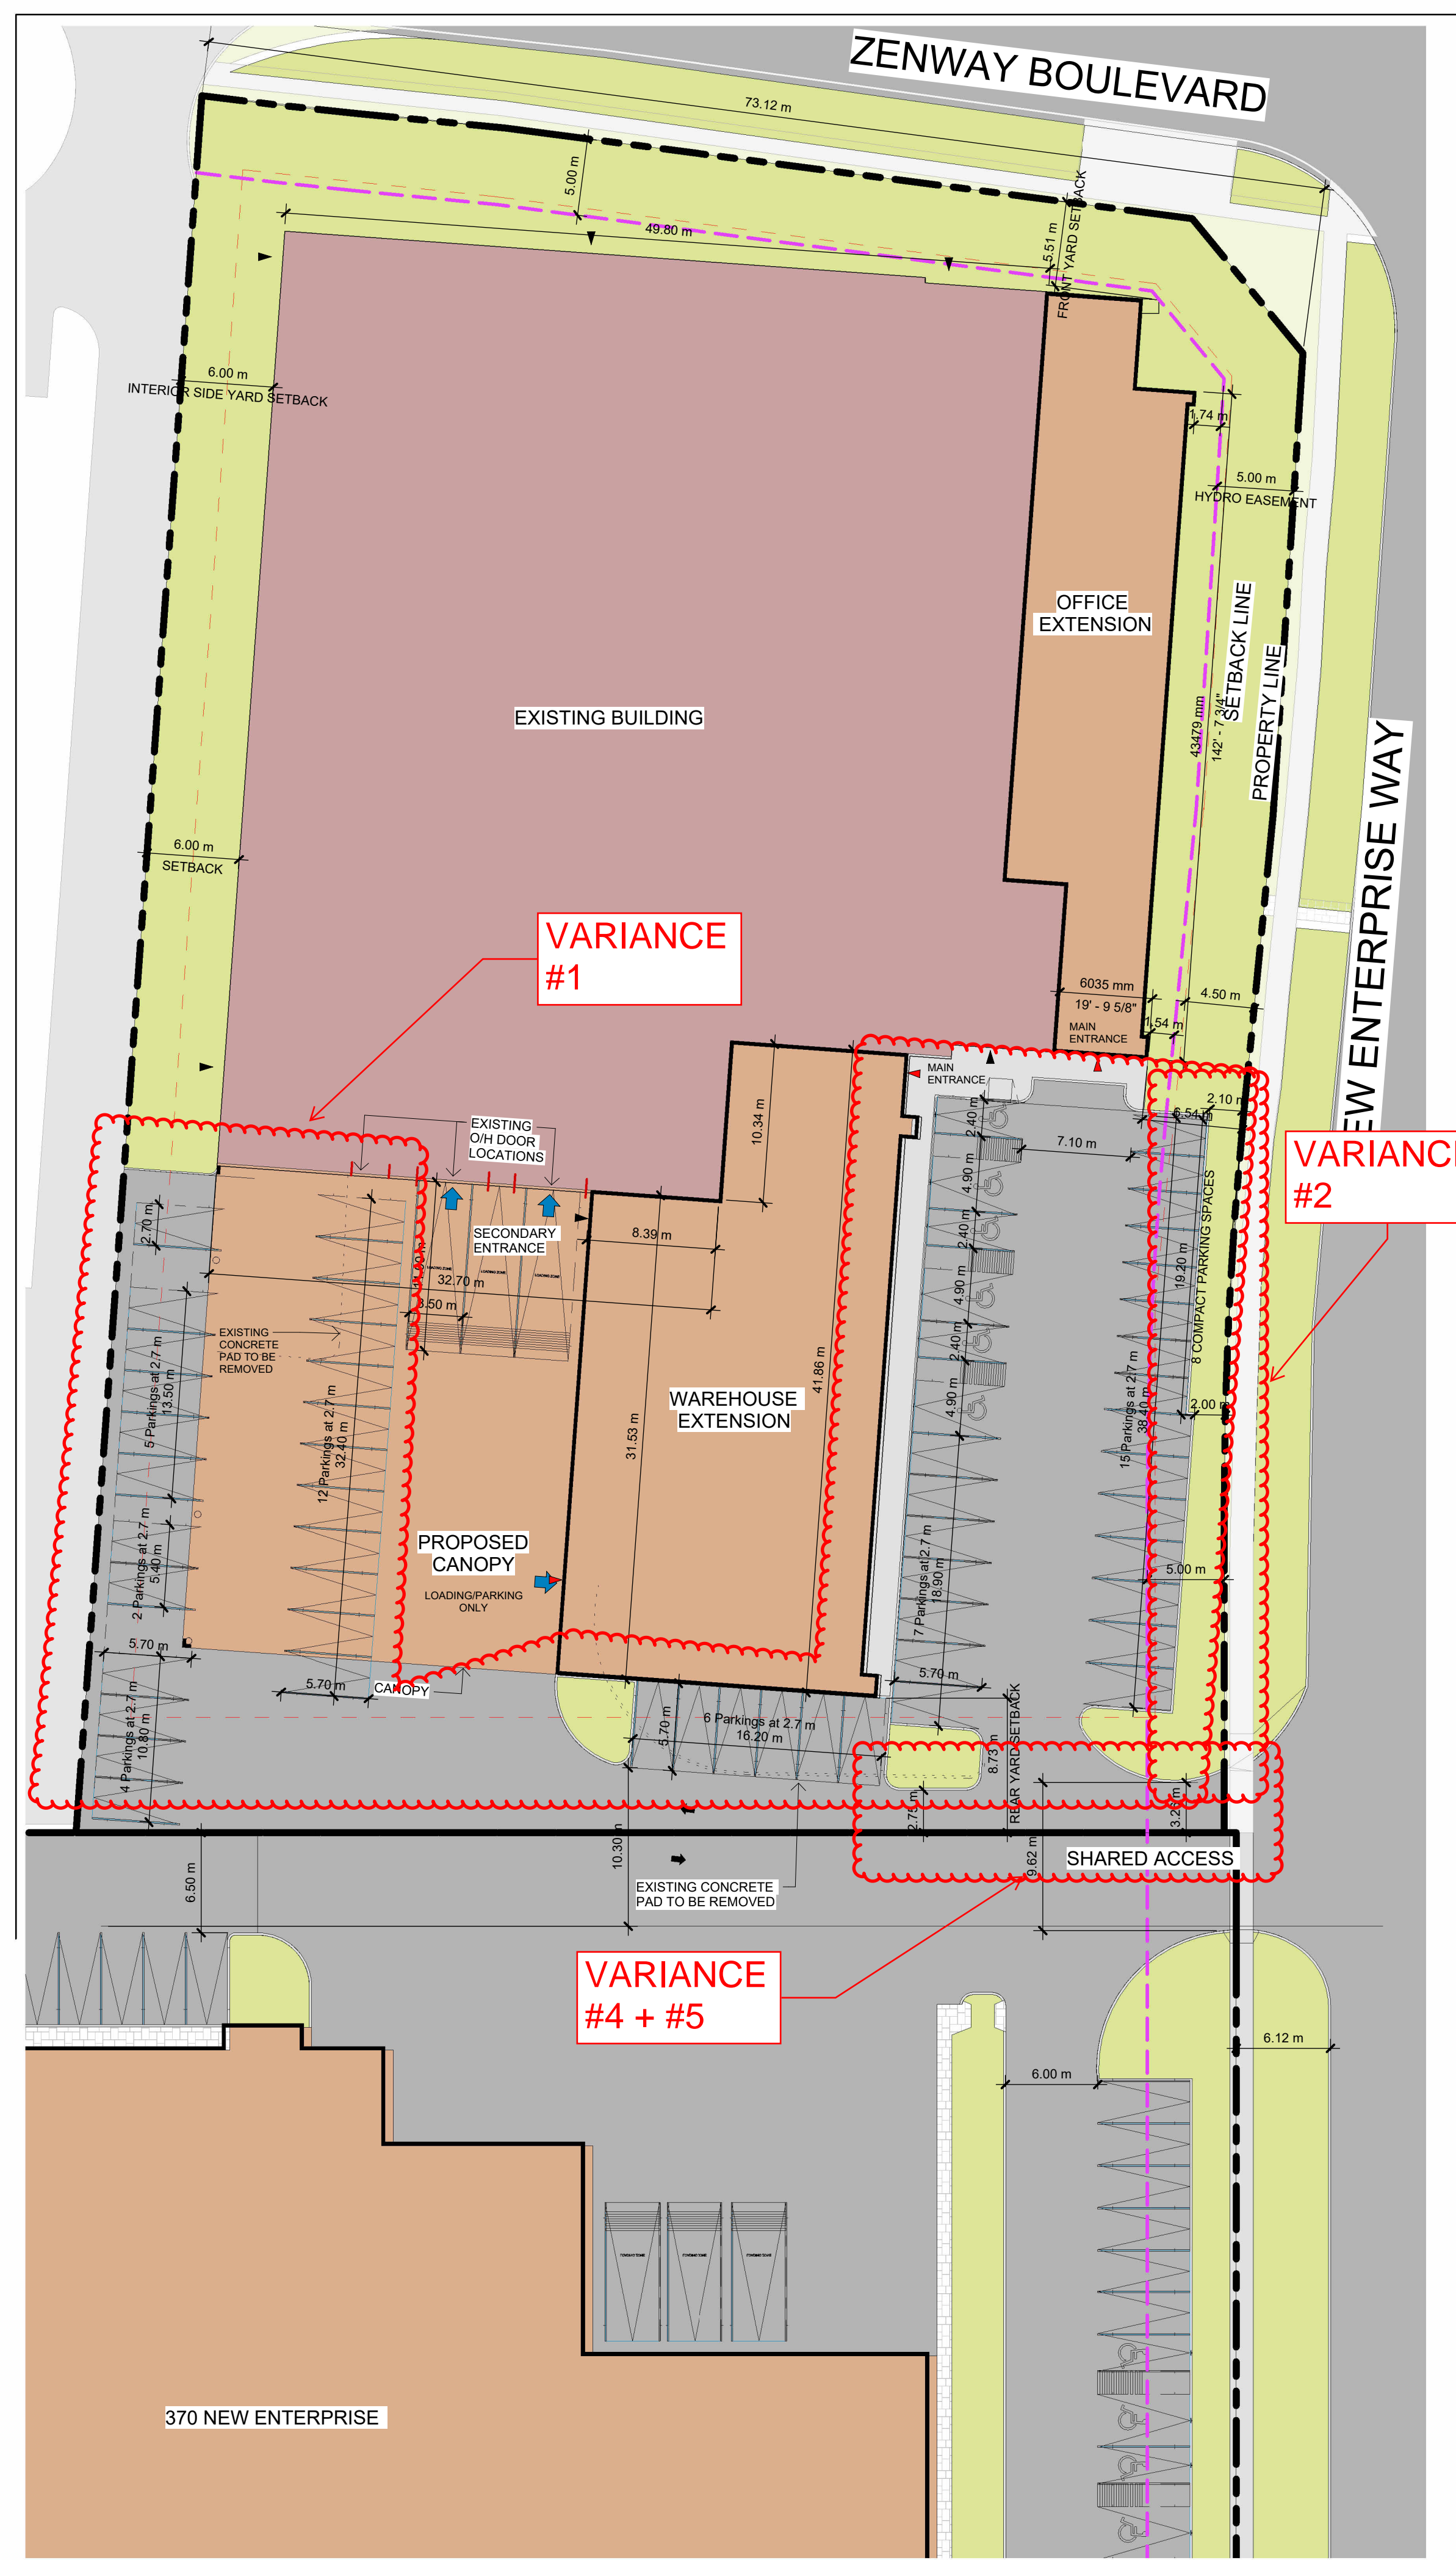 ZENWAY BOULEVARD
73.12 m
5.00 m
49.80 m
5.51 m
FRONT YARD SETBACK
6.00 m
INTERIOR SIDE YARD SETBACK
1.74 m
5.00 m
HYDRO EASEMENT
OFFICE
EXTENSION
SETBACK LINE
PROPERTY LINE
EXISTING BUILDING
43479 mm
142' - 7 3/4"
NEW ENTERPRISE WAY
6.00 m
SETBACK
VARIANCE
#1
6035 mm
19' - 9 5/8"
4.50 m
MAIN
ENTRANCE
1.54 m
MAIN
ENTRANCE
2.10 m
6.54 m
EXISTING
O/H DOOR
LOCATIONS
10.34 m
2.40 m
7.10 m
VARIANC
#2
4.90 m
8 COMPACT PARKING SPACES
19.20 m
2.70 m
SECONDARY
ENTRANCE
8.39 m
2.40 m
LOADING ZONE
LOADING ZONE
LOADING ZONE
32.70 m
3.50 m
4.90 m
EXISTING
CONCRETE
PAD TO BE
REMOVED
2.40 m
41.86 m
WAREHOUSE
EXTENSION
4.90 m
2.00 m
5 Parkings at 2.7 m
13.50 m
12 Parkings at 2.7 m
32.40 m
31.53 m
15 Parkings at 2.7 m
38.40 m
PROPOSED
CANOPY
LOADING/PARKING
ONLY
2 Parkings at 2.7 m
5.40 m
7 Parkings at 2.7 m
18.90 m
5.00 m
5.70 m
5.70 m
CANOPY
5.70 m
4 Parkings at 2.7 m
10.80 m
5.70 m
6 Parkings at 2.7 m
16.20 m
8.73 m
REAR YARD SETBACK
2.75 m
10.30 m
9.62 m
SHARED ACCESS
6.50 m
EXISTING CONCRETE
PAD TO BE REMOVED
VARIANCE
#4 + #5
6.12 m
6.00 m
370 NEW ENTERPRISE